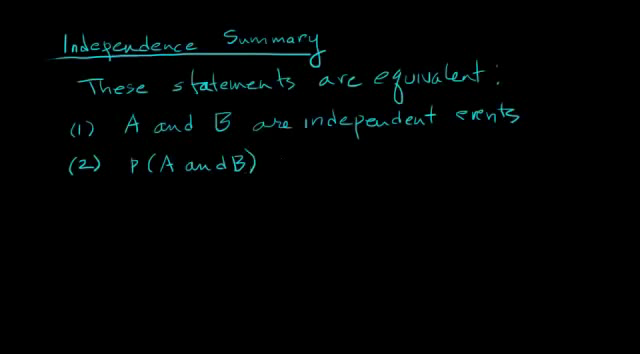 Independence Summary
These statements are equivalent:
(1) A and B are independent events
(2) P(A and B)